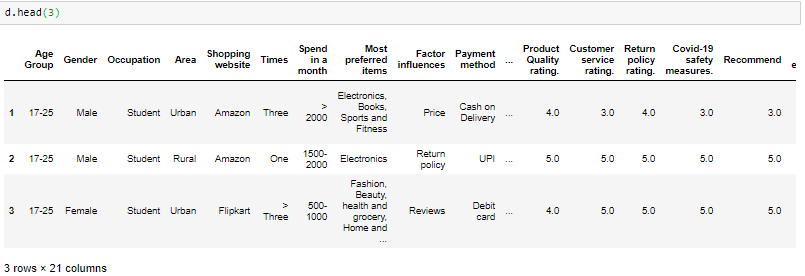 d.head(3)
Age Group Gender Occupation Area Shopping website Times Spend in a month Most preferred items Factor influences Payment method ... Product Quality rating. Customer service rating. Return policy rating. Covid-19 safety measures. Recommend e
1 17-25 Male Student Urban Amazon Three > 2000 Electronics, Books, Sports and Fitness Price Cash on Delivery ... 4.0 3.0 4.0 3.0 3.0
2 17-25 Male Student Rural Amazon One 1500-2000 Electronics Return policy UPI ... 5.0 5.0 5.0 5.0 5.0
3 17-25 Female Student Urban Flipkart > Three 500-1000 Fashion, Beauty, health and grocery, Home and ... Reviews Debit card ... 4.0 5.0 5.0 5.0 5.0
3 rows × 21 columns